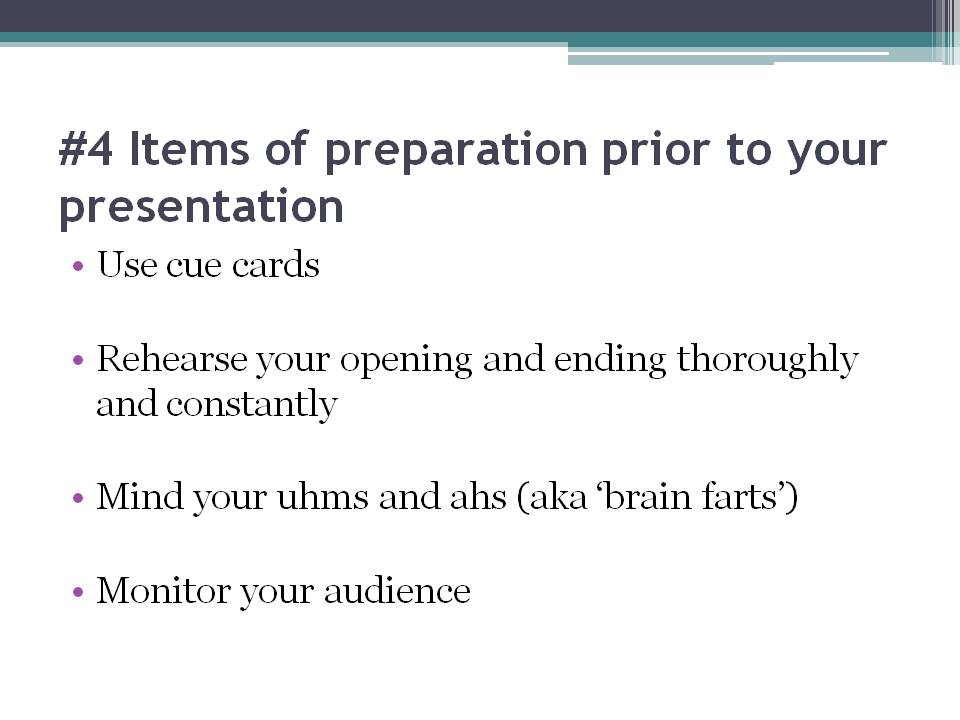 #4 Items of preparation prior to your
presentation
• Use cue cards
• Rehearse your opening and ending thoroughly
and constantly
• Mind your uhms and ahs (aka ‘brain farts’)
• Monitor your audience